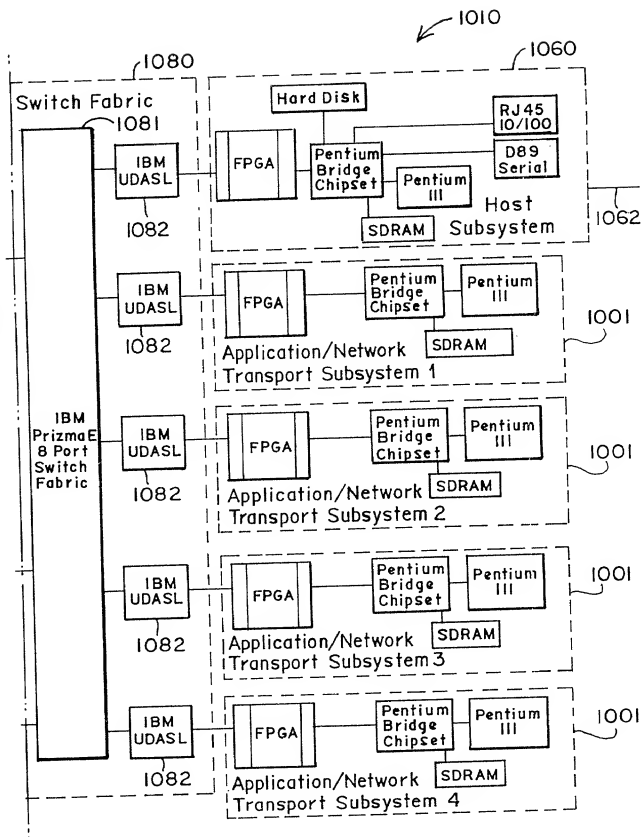 1010
1080
1060
Switch Fabric
1081
Hard Disk
RJ45
10/100
D89
Serial
IBM
UDASL
1082
FPGA
Pentium
Bridge
Chipset
Pentium
III
SDRAM
Host
Subsystem
1062
IBM
UDASL
1082
FPGA
Pentium
Bridge
Chipset
Pentium
III
SDRAM
Application/Network
Transport Subsystem 1
1001
IBM
PrizmaE
8 Port
Switch
Fabric
IBM
UDASL
1082
FPGA
Pentium
Bridge
Chipset
Pentium
III
SDRAM
Application/Network
Transport Subsystem 2
1001
IBM
UDASL
1082
FPGA
Pentium
Bridge
Chipset
Pentium
III
SDRAM
Application/Network
Transport Subsystem 3
1001
IBM
UDASL
1082
FPGA
Pentium
Bridge
Chipset
Pentium
III
SDRAM
Application/Network
Transport Subsystem 4
1001